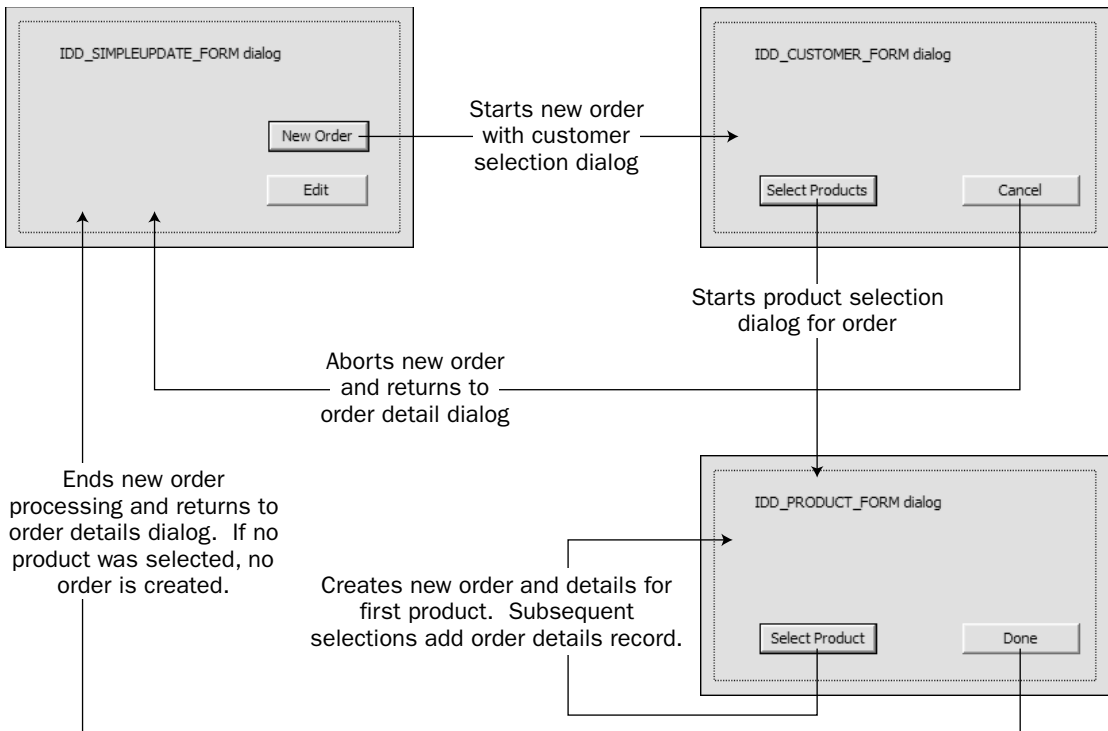 IDD_SIMPLEUPDATE_FORM dialog
New Order
Edit
Starts new order
with customer
selection dialog
IDD_CUSTOMER_FORM dialog
Select Products
Cancel
Starts product selection
dialog for order
Aborts new order
and returns to
order detail dialog
Ends new order
processing and returns to
order details dialog. If no
product was selected, no
order is created.
IDD_PRODUCT_FORM dialog
Creates new order and details for
first product. Subsequent
selections add order details record.
Select Product
Done